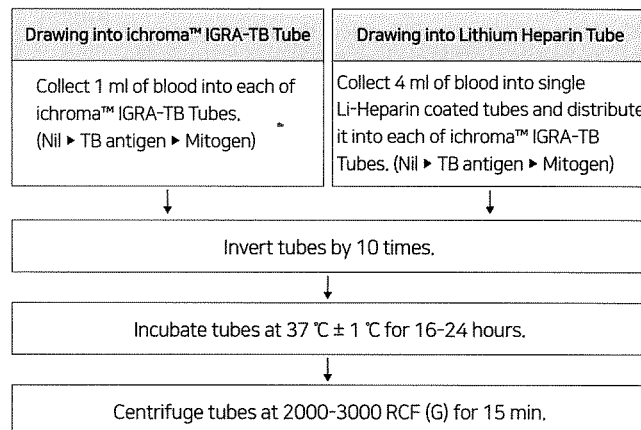 Drawing into ichroma™ IGRA-TB Tube
Collect 1 ml of blood into each of
ichroma™ IGRA-TB Tubes.
(Nil ▶ TB antigen ▶ Mitogen)
Drawing into Lithium Heparin Tube
Collect 4 ml of blood into single
Li-Heparin coated tubes and distribute
it into each of ichroma™ IGRA-TB
Tubes. (Nil ▶ TB antigen ▶ Mitogen)
Invert tubes by 10 times.
Incubate tubes at 37 ℃ ± 1 ℃ for 16-24 hours.
Centrifuge tubes at 2000-3000 RCF (G) for 15 min.